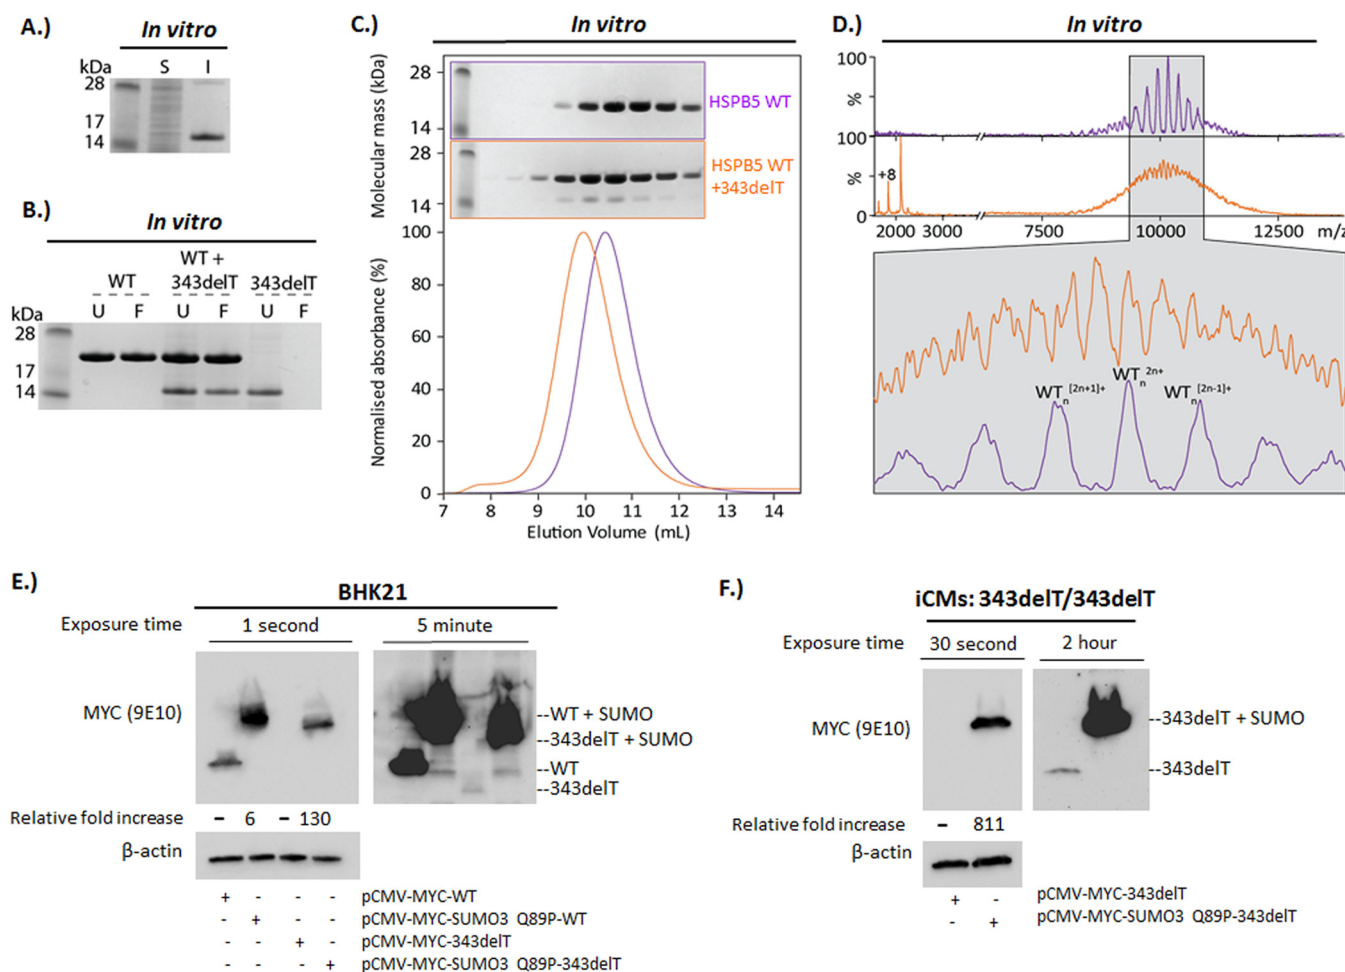 A.)
In vitro
kDa S I
28
17
14
B.)
In vitro
WT WT + 343delT 343delT
U F U F U F
kDa
28
17
14
C.)
In vitro
Molecular mass (kDa)
28
14
HSPB5 WT
28
14
HSPB5 WT
+343delT
Normalised absorbance (%)
100
80
60
40
20
0
7 8 9 10 11 12 13 14
Elution Volume (mL)
D.)
In vitro
100
%
100
+8
%
0
2000 3000 7500 10000 12500 m/z
WTn[2n+1]+ WTn2n+ WTn[2n-1]+
E.)
BHK21
Exposure time 1 second 5 minute
MYC (9E10)
--WT + SUMO
--343delT + SUMO
--WT
--343delT
Relative fold increase – 6 – 130
β-actin
+ - - - pCMV-MYC-WT
- + - - pCMV-MYC-SUMO3 Q89P-WT
- - + - pCMV-MYC-343delT
- - - + pCMV-MYC-SUMO3 Q89P-343delT
F.)
iCMs: 343delT/343delT
Exposure time 30 second 2 hour
MYC (9E10)
--343delT + SUMO
--343delT
Relative fold increase – 811
β-actin
+ - pCMV-MYC-343delT
- + pCMV-MYC-SUMO3 Q89P-343delT